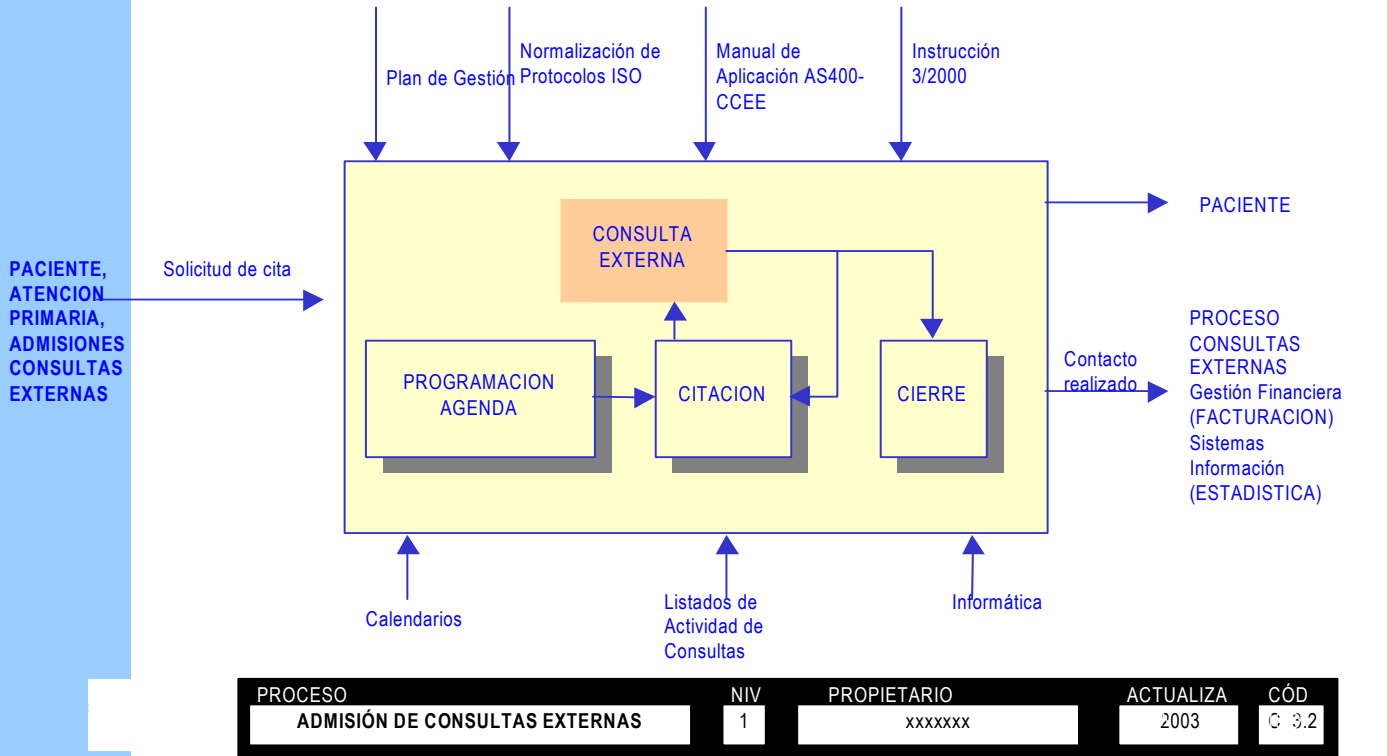 Plan de Gestión
Normalización de
Protocolos ISO
Manual de
Aplicación AS400-
CCEE
Instrucción
3/2000
PACIENTE,
ATENCION
PRIMARIA,
ADMISIONES
CONSULTAS
EXTERNAS
Solicitud de cita
CONSULTA
EXTERNA
PROGRAMACION
AGENDA
CITACION
CIERRE
PACIENTE
Contacto
realizado
PROCESO
CONSULTAS
EXTERNAS
Gestión Financiera
(FACTURACION)
Sistemas
Información
(ESTADISTICA)
Calendarios
Listados de
Actividad de
Consultas
Informática
PROCESO NIV PROPIETARIO ACTUALIZA CÓD
ADMISIÓN DE CONSULTAS EXTERNAS 1 xxxxxxx 2003 C 3.2